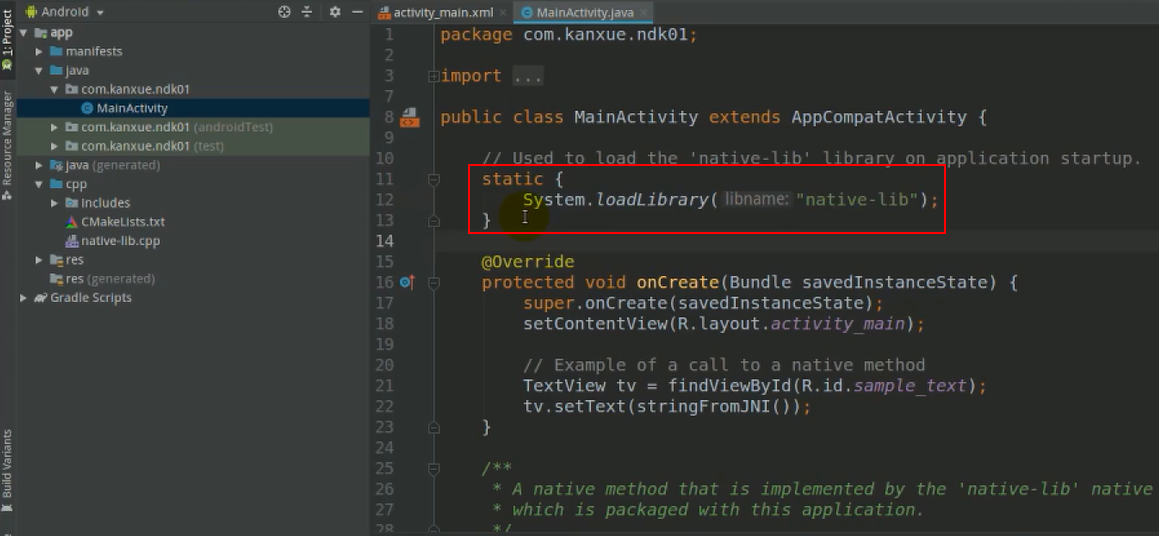 1: Project
Resource Manager
Build Variants
Android
app
manifests
java
com.kanxue.ndk01
MainActivity
com.kanxue.ndk01 (androidTest)
com.kanxue.ndk01 (test)
java (generated)
cpp
includes
CMakeLists.txt
native-lib.cpp
res
res (generated)
Gradle Scripts
activity_main.xml
MainActivity.java
1 package com.kanxue.ndk01;
2
3 import ...
7
8 public class MainActivity extends AppCompatActivity {
9
10 // Used to load the 'native-lib' library on application startup.
11 static {
12 System.loadLibrary( libname: "native-lib");
13 }
14
15 @Override
16 protected void onCreate(Bundle savedInstanceState) {
17 super.onCreate(savedInstanceState);
18 setContentView(R.layout.activity_main);
19
20 // Example of a call to a native method
21 TextView tv = findViewById(R.id.sample_text);
22 tv.setText(stringFromJNI());
23 }
24
25 /**
26 * A native method that is implemented by the 'native-lib' native
27 * which is packaged with this application.
28 */